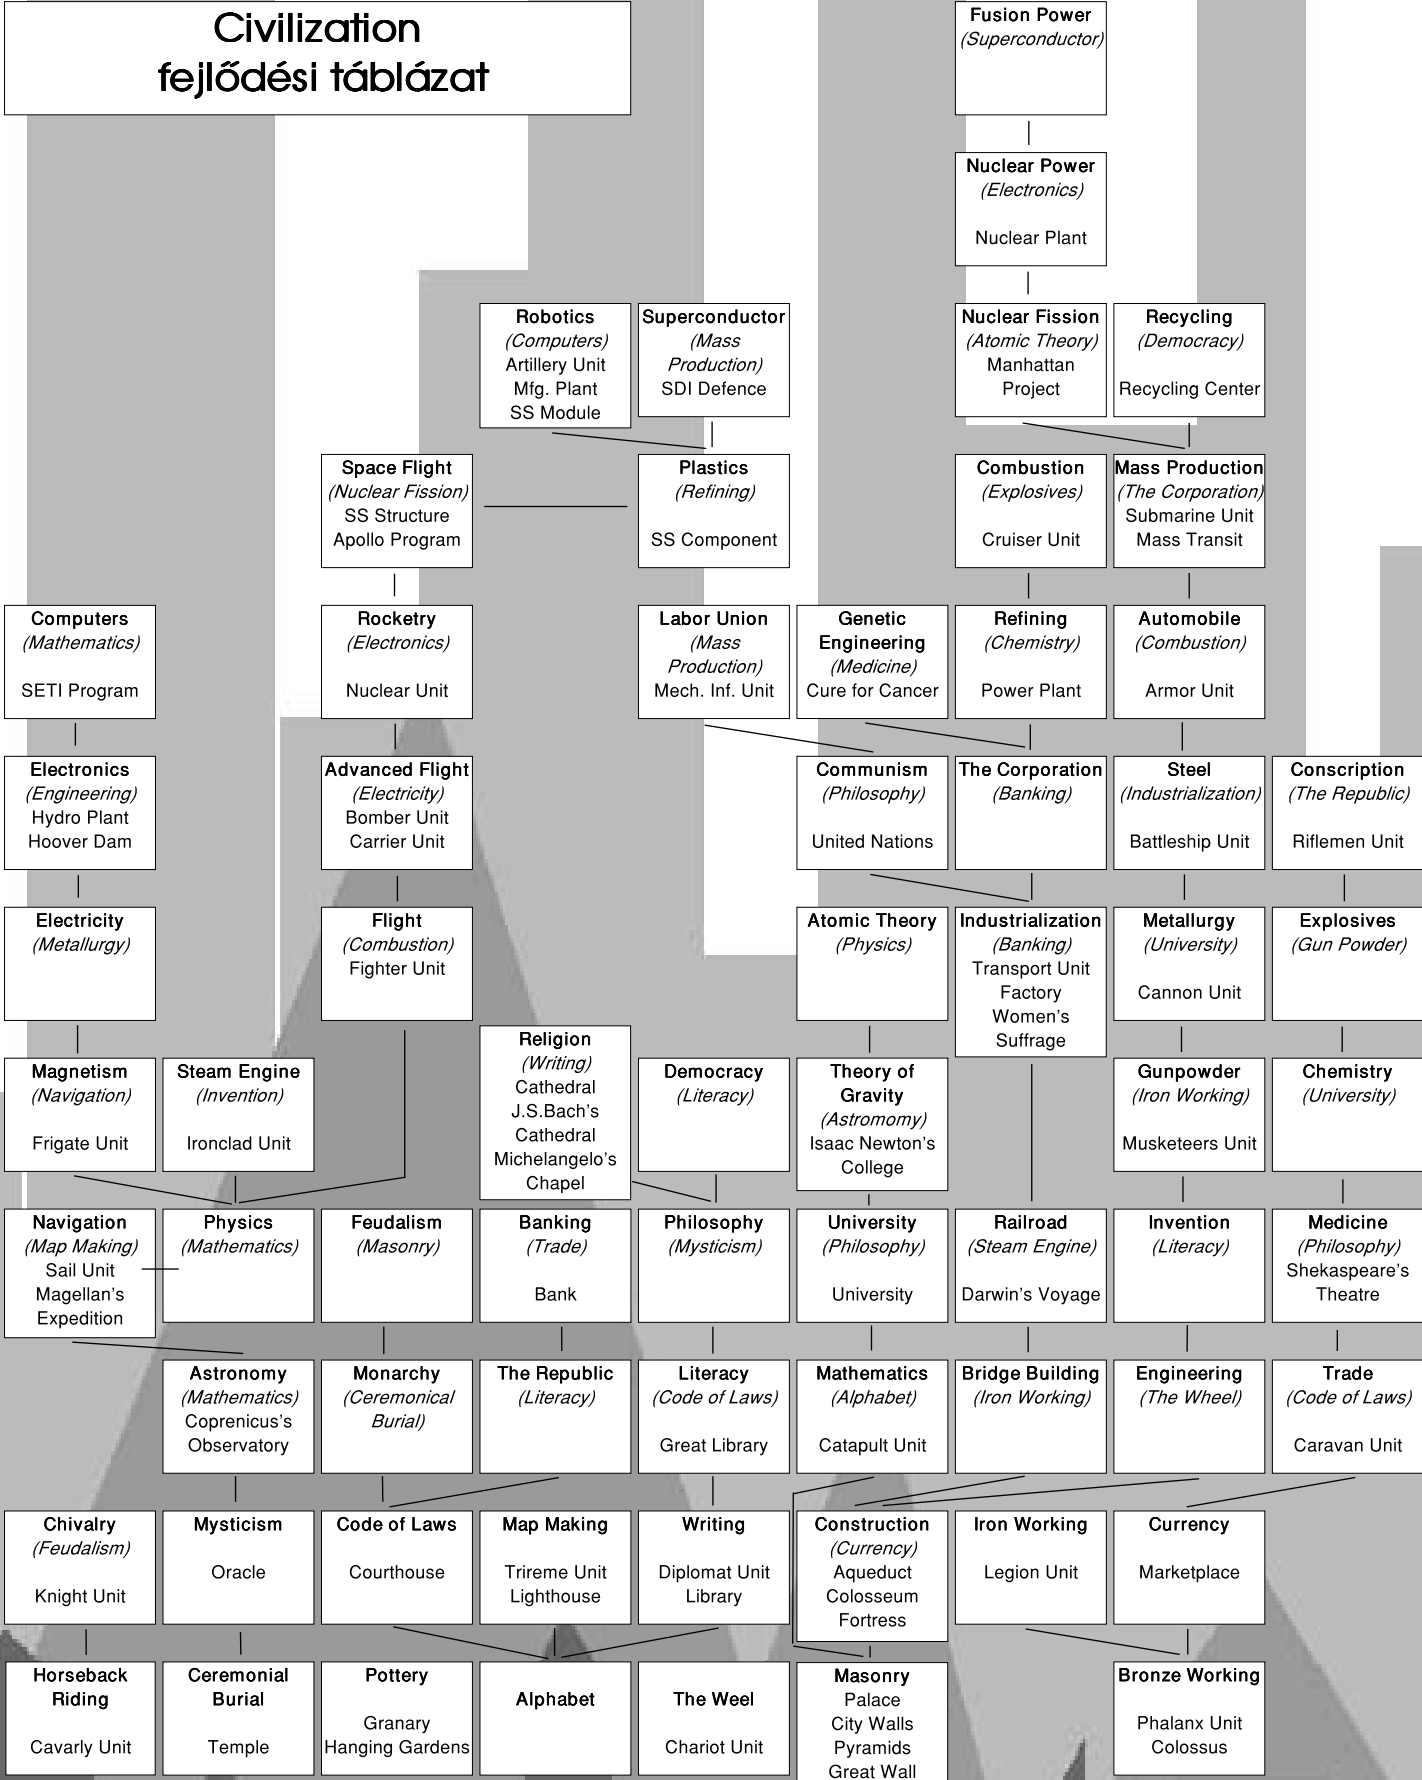 Civilization
fejlődési táblázat
Fusion Power
(Superconductor)
Nuclear Power
(Electronics)
Nuclear Plant
Robotics
(Computers)
Artillery Unit
Mfg. Plant
SS Module
Superconductor
(Mass
Production)
SDI Defence
Nuclear Fission
(Atomic Theory)
Manhattan
Project
Recycling
(Democracy)
Recycling Center
Space Flight
(Nuclear Fission)
SS Structure
Apollo Program
Plastics
(Refining)
SS Component
Combustion
(Explosives)
Cruiser Unit
Mass Production
(The Corporation)
Submarine Unit
Mass Transit
Computers
(Mathematics)
SETI Program
Rocketry
(Electronics)
Nuclear Unit
Labor Union
(Mass
Production)
Mech. Inf. Unit
Genetic
Engineering
(Medicine)
Cure for Cancer
Refining
(Chemistry)
Power Plant
Automobile
(Combustion)
Armor Unit
Electronics
(Engineering)
Hydro Plant
Hoover Dam
Advanced Flight
(Electricity)
Bomber Unit
Carrier Unit
Communism
(Philosophy)
United Nations
The Corporation
(Banking)
Steel
(Industrialization)
Battleship Unit
Conscription
(The Republic)
Riflemen Unit
Electricity
(Metallurgy)
Flight
(Combustion)
Fighter Unit
Atomic Theory
(Physics)
Industrialization
(Banking)
Transport Unit
Factory
Women's
Suffrage
Metallurgy
(University)
Cannon Unit
Explosives
(Gun Powder)
Magnetism
(Navigation)
Frigate Unit
Steam Engine
(Invention)
Ironclad Unit
Religion
(Writing)
Cathedral
J.S.Bach's
Cathedral
Michelangelo's
Chapel
Democracy
(Literacy)
Theory of
Gravity
(Astromomy)
Isaac Newton's
College
Gunpowder
(Iron Working)
Musketeers Unit
Chemistry
(University)
Navigation
(Map Making)
Sail Unit
Magellan's
Expedition
Physics
(Mathematics)
Feudalism
(Masonry)
Banking
(Trade)
Bank
Philosophy
(Mysticism)
University
(Philosophy)
University
Railroad
(Steam Engine)
Darwin's Voyage
Invention
(Literacy)
Medicine
(Philosophy)
Shekaspeare's
Theatre
Astronomy
(Mathematics)
Coprenicus's
Observatory
Monarchy
(Ceremonical
Burial)
The Republic
(Literacy)
Literacy
(Code of Laws)
Great Library
Mathematics
(Alphabet)
Catapult Unit
Bridge Building
(Iron Working)
Engineering
(The Wheel)
Trade
(Code of Laws)
Caravan Unit
Chivalry
(Feudalism)
Knight Unit
Mysticism
Oracle
Code of Laws
Courthouse
Map Making
Trireme Unit
Lighthouse
Writing
Diplomat Unit
Library
Construction
(Currency)
Aqueduct
Colosseum
Fortress
Iron Working
Legion Unit
Currency
Marketplace
Horseback
Riding
Cavarly Unit
Ceremonial
Burial
Temple
Pottery
Granary
Hanging Gardens
Alphabet
The Weel
Chariot Unit
Masonry
Palace
City Walls
Pyramids
Great Wall
Bronze Working
Phalanx Unit
Colossus